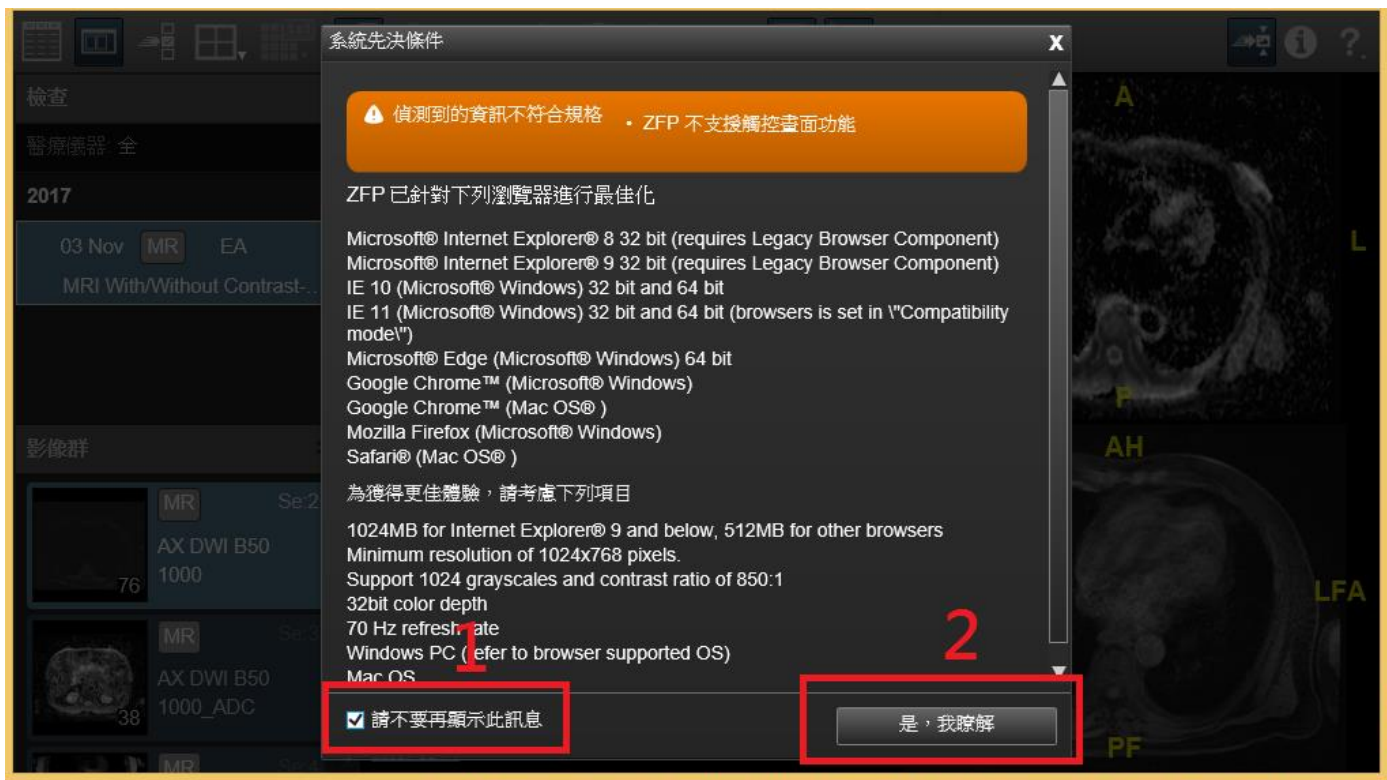 系統先決條件
X
檢查
醫療儀器: 全
2017
03 Nov MR EA
MRI With/Without Contrast-...
影像群
MR Se:2
AX DWI B50
1000
76
MR Se:3
AX DWI B50
1000_ADC
38
MR Se:4
偵測到的資訊不符合規格
• ZFP 不支援觸控畫面功能
ZFP 已針對下列瀏覽器進行最佳化
Microsoft® Internet Explorer® 8 32 bit (requires Legacy Browser Component)
Microsoft® Internet Explorer® 9 32 bit (requires Legacy Browser Component)
IE 10 (Microsoft® Windows) 32 bit and 64 bit
IE 11 (Microsoft® Windows) 32 bit and 64 bit (browsers is set in \"Compatibility
mode\")
Microsoft® Edge (Microsoft® Windows) 64 bit
Google Chrome™ (Microsoft® Windows)
Google Chrome™ (Mac OS® )
Mozilla Firefox (Microsoft® Windows)
Safari® (Mac OS® )
為獲得更佳體驗，請考慮下列項目
1024MB for Internet Explorer® 9 and below, 512MB for other browsers
Minimum resolution of 1024x768 pixels.
Support 1024 grayscales and contrast ratio of 850:1
32bit color depth
70 Hz refresh rate
Windows PC (refer to browser supported OS)
Mac OS
1
請不要再顯示此訊息
2
是，我瞭解
A
L
P
AH
LFA
PF